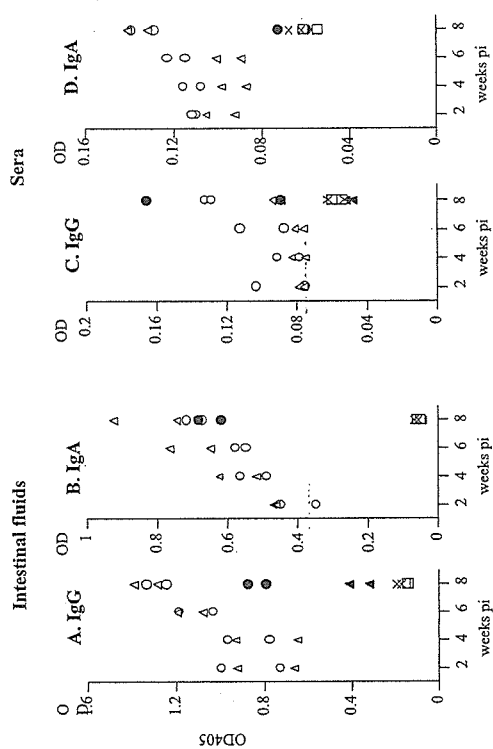 Intestinal fluids
Sera
A. IgG
O
D
1.6
1.2
0.8
0.4
0
OD405
2 4 6 8
weeks pi
B. IgA
OD
1
0.8
0.6
0.4
0.2
0
2 4 6 8
weeks pi
C. IgG
OD
0.2
0.16
0.12
0.08
0.04
0
2 4 6 8
weeks pi
D. IgA
OD
0.16
0.12
0.08
0.04
0
2 4 6 8
weeks pi